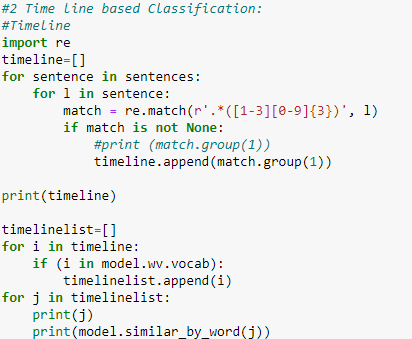 #2 Time line based Classification:
#Timeline
import re
timeline=[]
for sentence in sentences:
    for l in sentence:
        match = re.match(r'.*([1-3][0-9]{3})', l)
        if match is not None:
            #print (match.group(1))
            timeline.append(match.group(1))

print(timeline)

timelinelist=[]
for i in timeline:
    if (i in model.wv.vocab):
        timelinelist.append(i)
for j in timelinelist:
    print(j)
    print(model.similar_by_word(j))